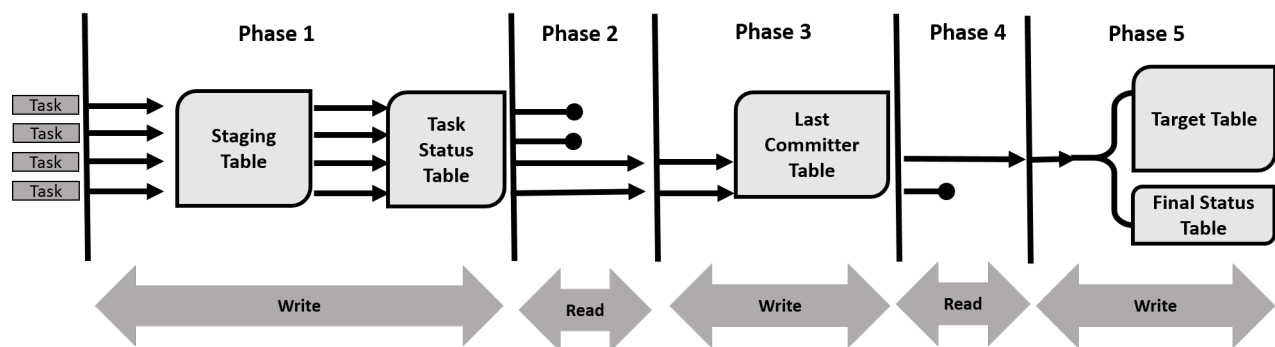 Phase 1
Phase 2
Phase 3
Phase 4
Phase 5
Task
Task
Task
Task
Staging
Table
Task
Status
Table
Last
Committer
Table
Target Table
Final Status
Table
Write
Read
Write
Read
Write